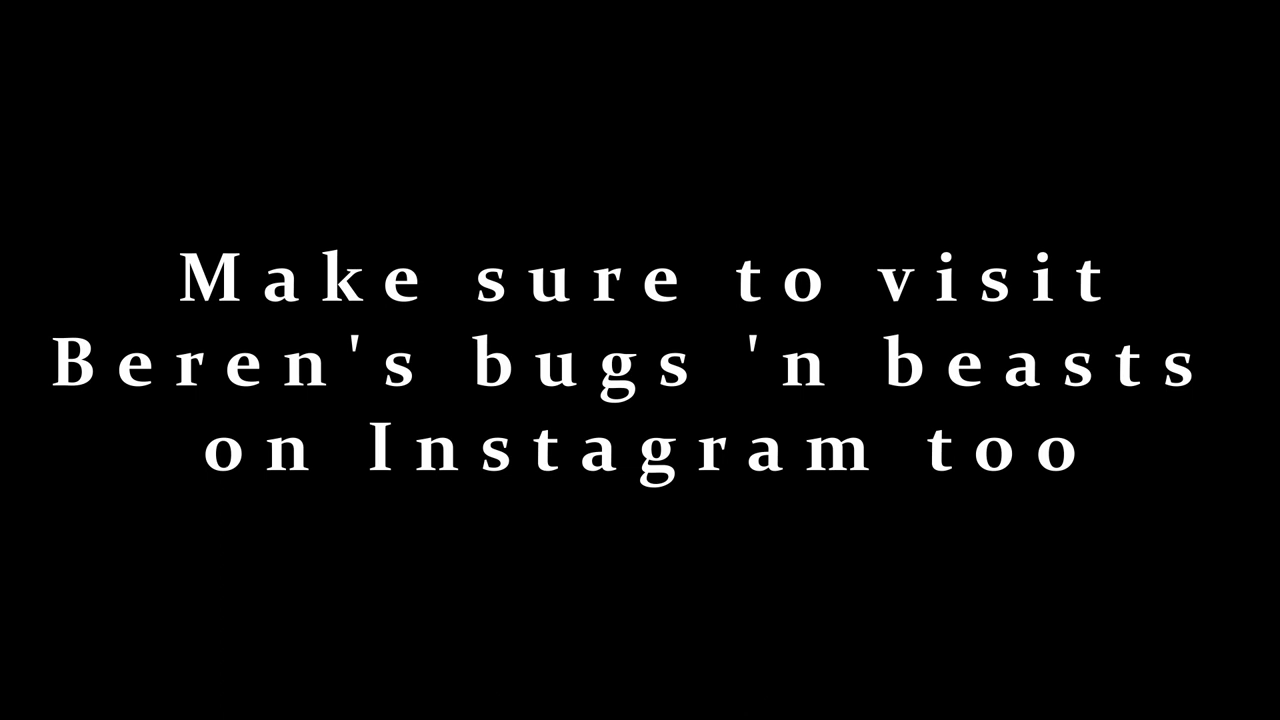 Make sure to visit
Beren's bugs 'n beasts
on Instagram too